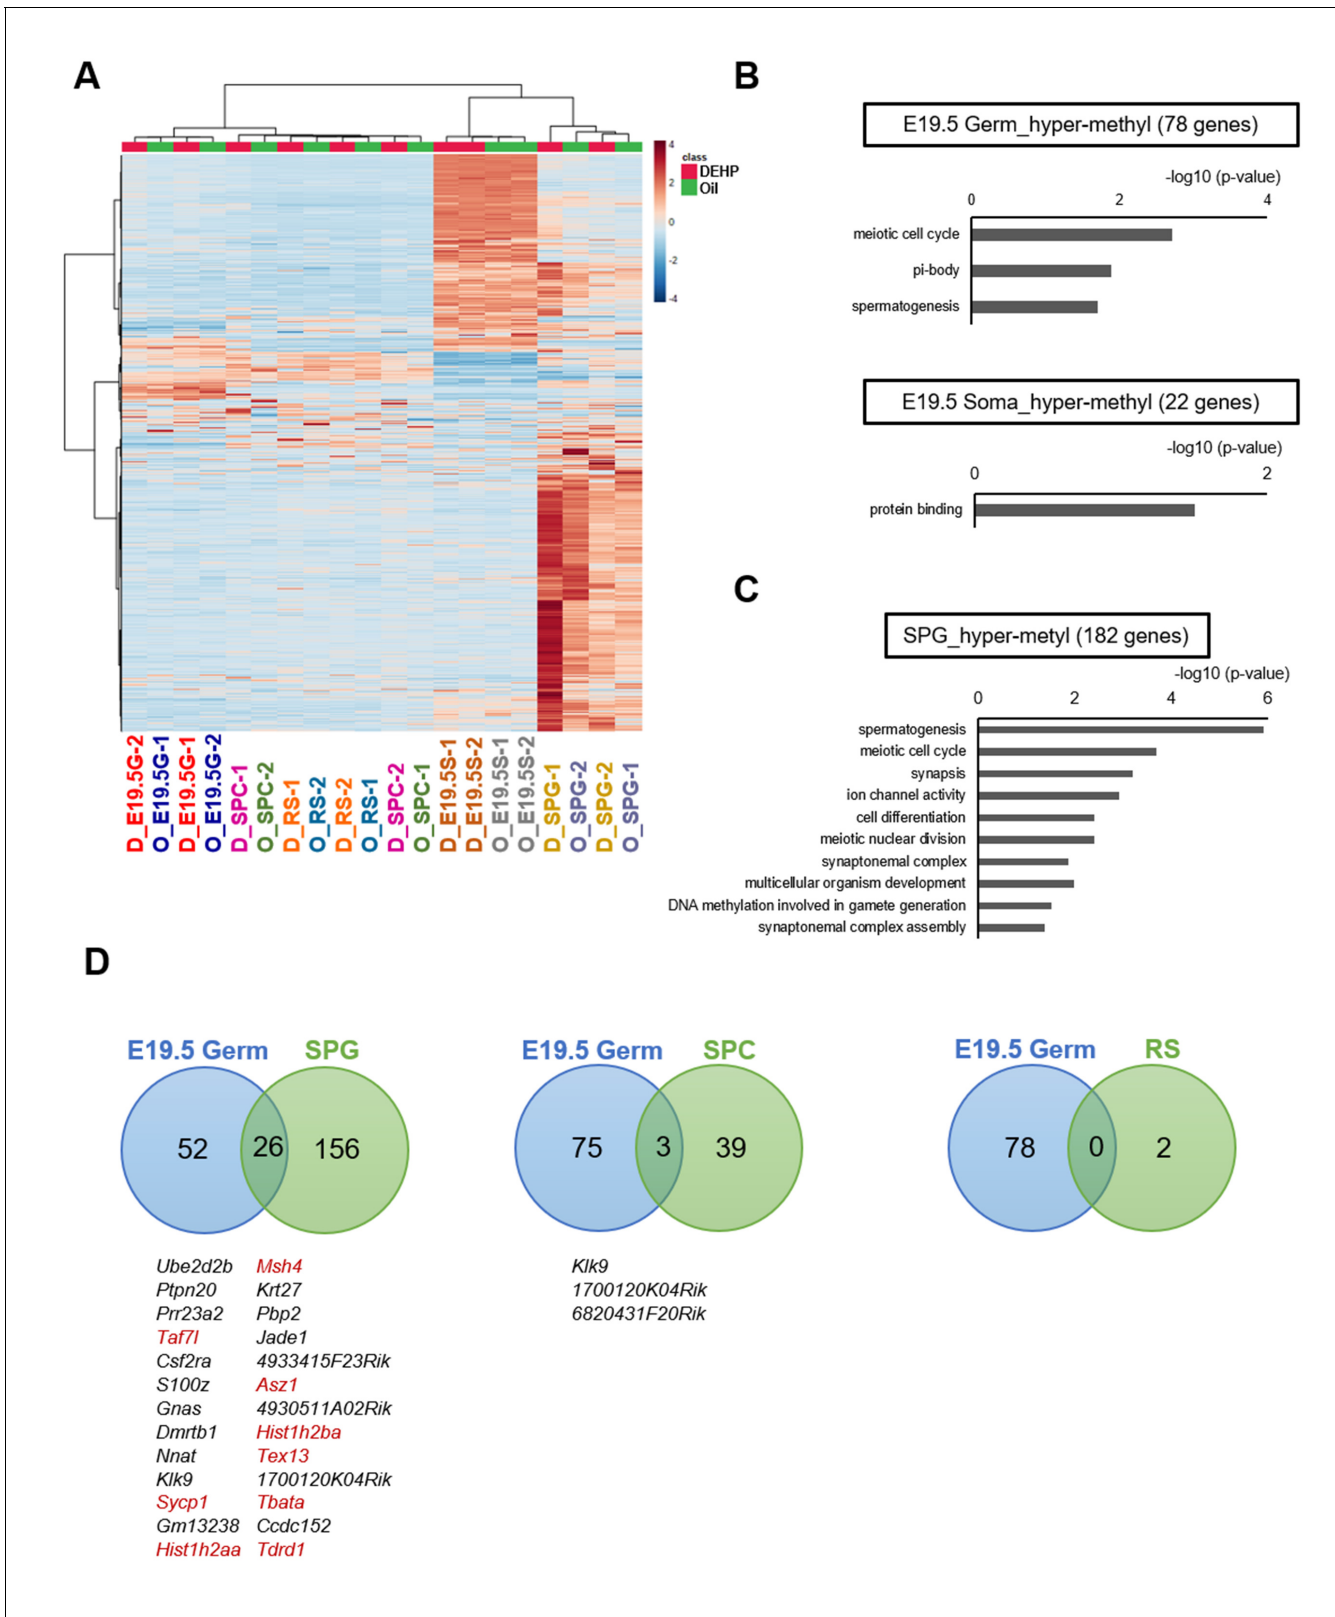 A
4
2
0
-2
-4
class
DEHP
Oil
D_E19.5G-2
O_E19.5G-1
D_E19.5G-1
O_E19.5G-2
D_SPC-1
O_SPC-2
D_RS-1
O_RS-2
D_RS-2
O_RS-1
D_SPC-2
O_SPC-1
D_E19.5S-1
D_E19.5S-2
O_E19.5S-1
O_E19.5S-2
D_SPG-1
O_SPG-2
D_SPG-2
O_SPG-1
B
E19.5 Germ_hyper-methyl (78 genes)
-log10 (p-value)
0 2 4
meiotic cell cycle
pi-body
spermatogenesis
E19.5 Soma_hyper-methyl (22 genes)
-log10 (p-value)
0 2
protein binding
C
SPG_hyper-metyl (182 genes)
-log10 (p-value)
0 2 4 6
spermatogenesis
meiotic cell cycle
synapsis
ion channel activity
cell differentiation
meiotic nuclear division
synaptonemal complex
multicellular organism development
DNA methylation involved in gamete generation
synaptonemal complex assembly
D
E19.5 Germ SPG
52 26 156
Ube2d2b Msh4
Ptpn20 Krt27
Prr23a2 Pbp2
Taf7l Jade1
Csf2ra 4933415F23Rik
S100z Asz1
Gnas 4930511A02Rik
Dmrtb1 Hist1h2ba
Nnat Tex13
Klk9 1700120K04Rik
Sycp1 Tbata
Gm13238 Ccdc152
Hist1h2aa Tdrd1
E19.5 Germ SPC
75 3 39
Klk9
1700120K04Rik
6820431F20Rik
E19.5 Germ RS
78 0 2